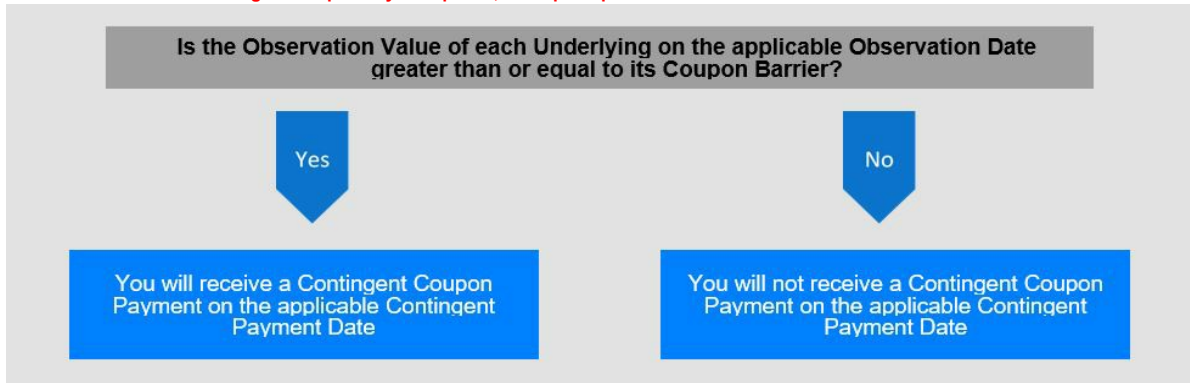 Is the Observation Value of each Underlying on the applicable Observation Date
greater than or equal to its Coupon Barrier?
Yes
No
You will receive a Contingent Coupon
Payment on the applicable Contingent
Payment Date
You will not receive a Contingent Coupon
Payment on the applicable Contingent
Payment Date